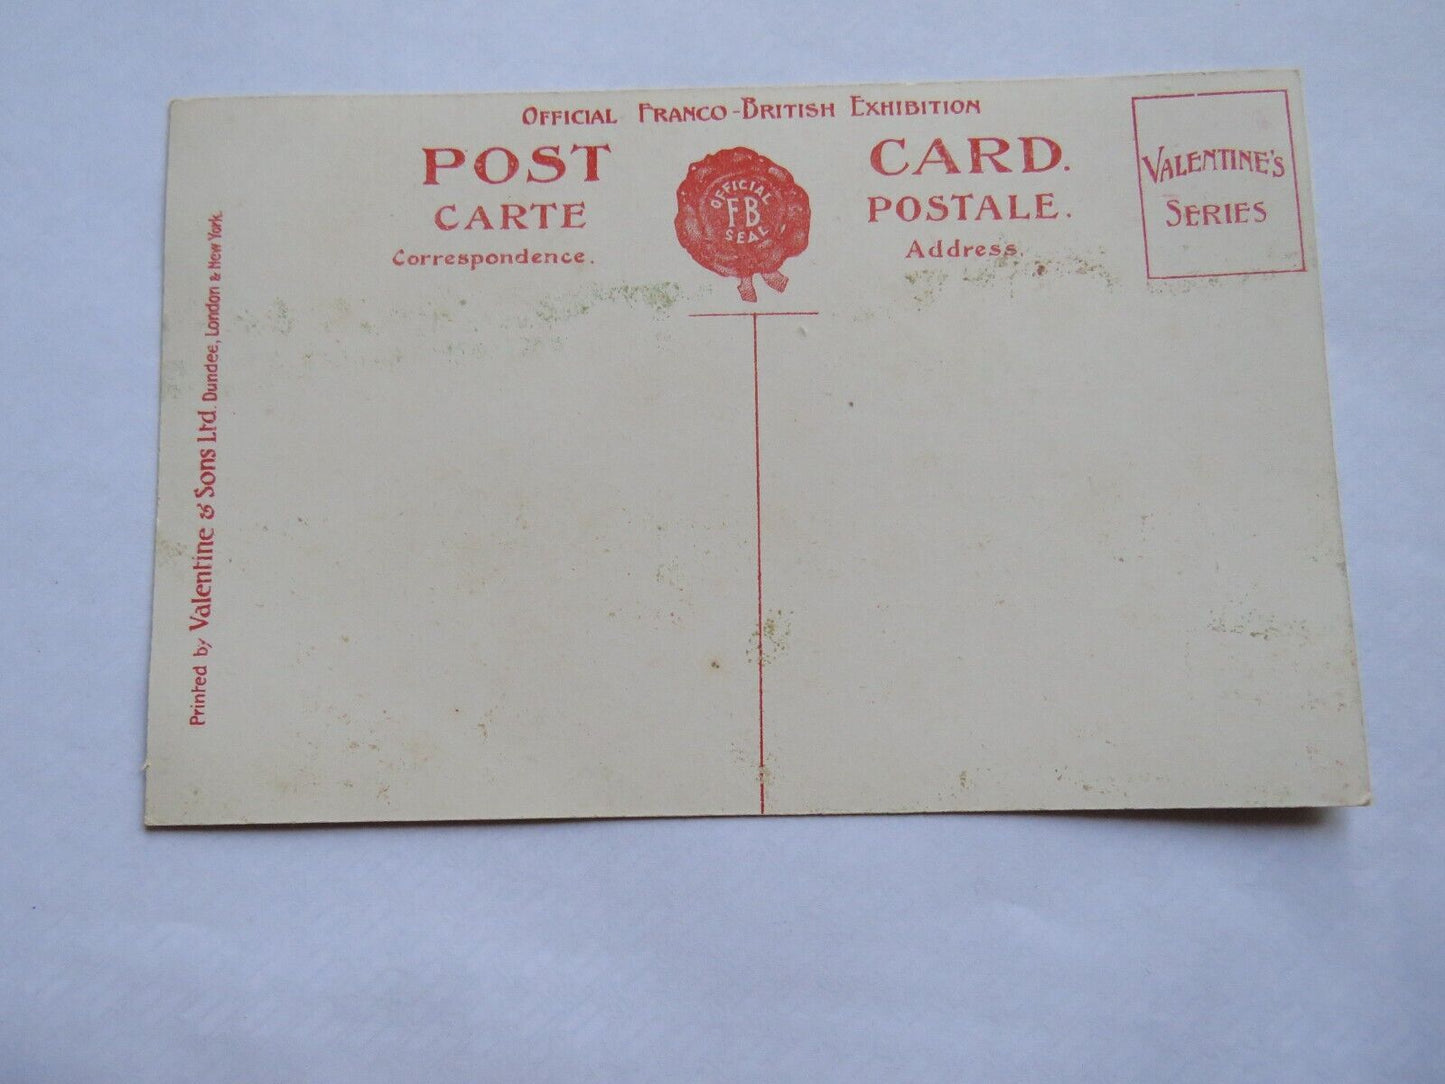 Official Franco-British Exhibition
POST CARD.
CARTE POSTALE.
Correspondence. Address.
OFFICIAL
FB
SEAL
VALENTINE'S
SERIES
Printed by Valentine & Sons Ltd. Dundee, London & New York.